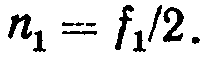 n₁ = f₁/2.